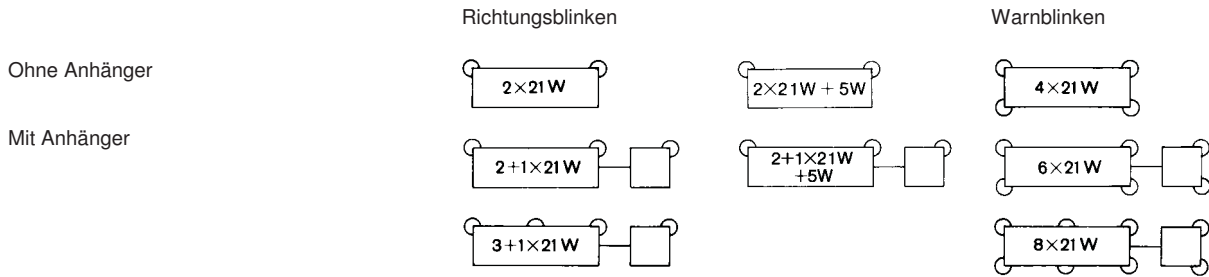 Richtungsblinken Warnblinken
Ohne Anhänger 2×21 W 2×21W + 5W 4×21 W
Mit Anhänger 2+1×21 W 2+1×21W 6×21 W
+5W
3+1×21 W 8×21 W